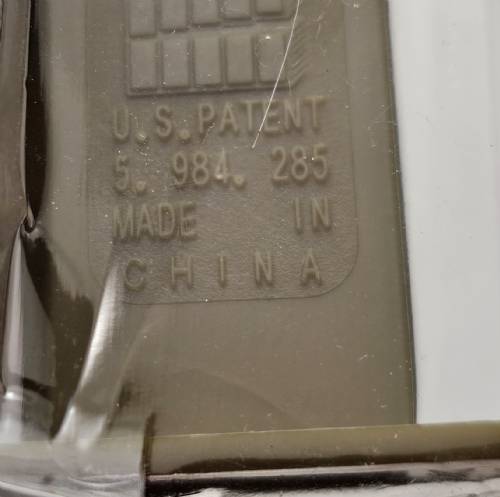 U.S.PATENT
5. 984. 285
MADE IN
CHINA